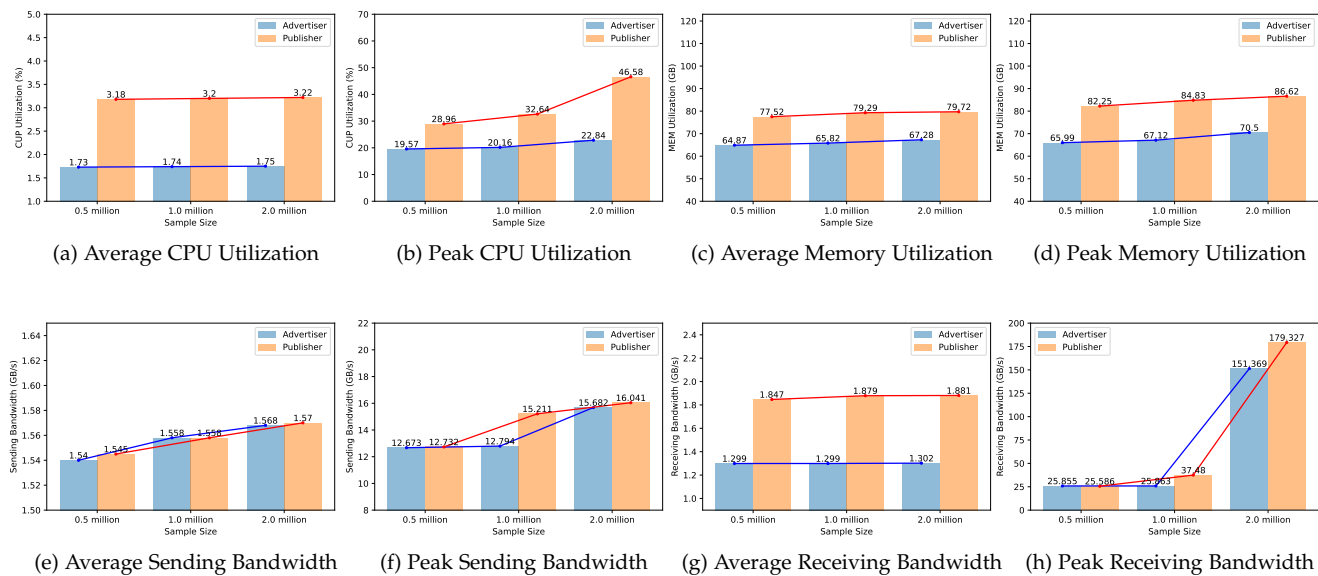 5.0
4.5
4.0
3.5
3.0
2.5
2.0
1.5
1.0
CUP Utilization (%)
Advertiser
Publisher
3.18
3.2
3.22
1.73
1.74
1.75
0.5 million
1.0 million
2.0 million
Sample Size
(a) Average CPU Utilization
70
60
50
40
30
20
10
0
CUP Utilization (%)
Advertiser
Publisher
46.58
28.96
32.64
19.57
20.16
22.84
0.5 million
1.0 million
2.0 million
Sample Size
(b) Peak CPU Utilization
120
110
100
90
80
70
60
50
40
MEM Utilization (GB)
Advertiser
Publisher
77.52
79.29
79.72
64.87
65.82
67.28
0.5 million
1.0 million
2.0 million
Sample Size
(c) Average Memory Utilization
120
110
100
90
80
70
60
50
40
MEM Utilization (GB)
Advertiser
Publisher
82.25
84.83
86.62
65.99
67.12
70.5
0.5 million
1.0 million
2.0 million
Sample Size
(d) Peak Memory Utilization
1.64
1.62
1.60
1.58
1.56
1.54
1.52
1.50
Sending Bandwidth (GB/s)
Advertiser
Publisher
1.54
1.545
1.558
1.558
1.568
1.57
0.5 million
1.0 million
2.0 million
Sample Size
(e) Average Sending Bandwidth
22
20
18
16
14
12
10
8
Sending Bandwidth (GB/s)
Advertiser
Publisher
12.673
12.732
12.794
15.211
15.682
16.041
0.5 million
1.0 million
2.0 million
Sample Size
(f) Peak Sending Bandwidth
2.4
2.2
2.0
1.8
1.6
1.4
1.2
1.0
Receiving Bandwidth (GB/s)
Advertiser
Publisher
1.847
1.879
1.881
1.299
1.299
1.302
0.5 million
1.0 million
2.0 million
Sample Size
(g) Average Receiving Bandwidth
200
175
150
125
100
75
50
25
0
Receiving Bandwidth (GB/s)
Advertiser
Publisher
179.327
151.369
25.855
25.586
25.863
37.48
0.5 million
1.0 million
2.0 million
Sample Size
(h) Peak Receiving Bandwidth